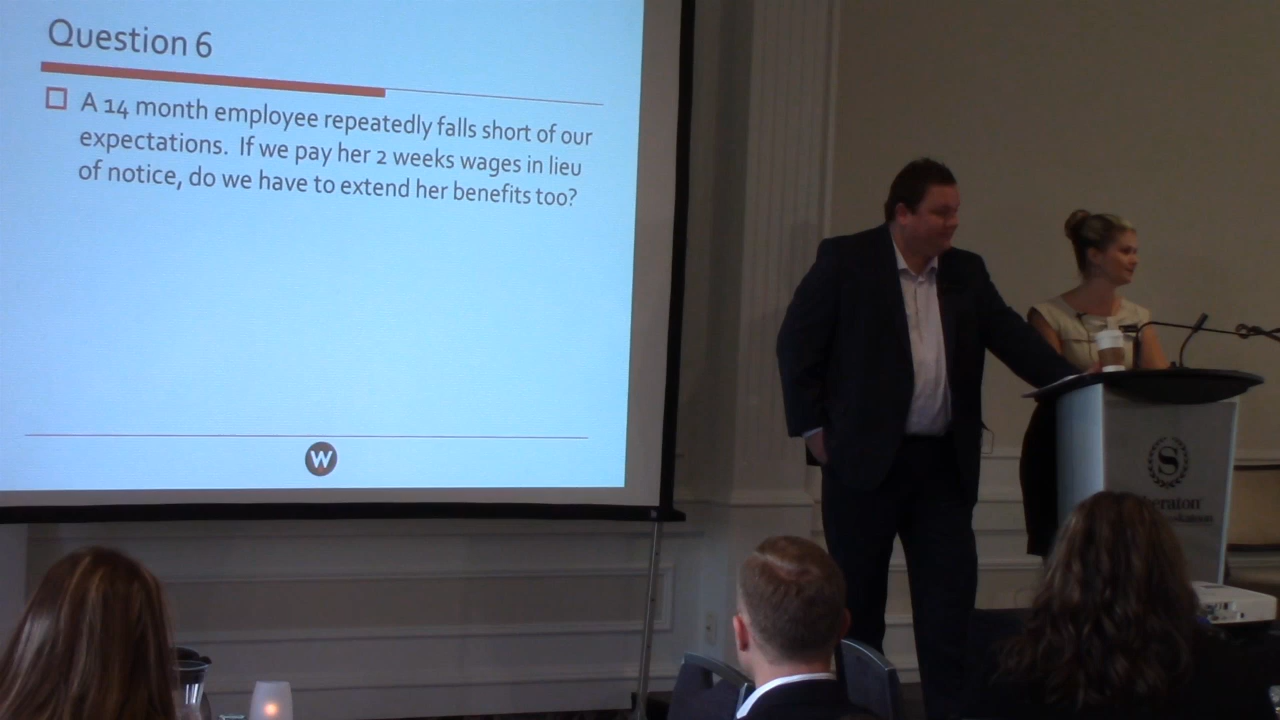 Question 6
A 14 month employee repeatedly falls short of our
expectations. If we pay her 2 weeks wages in lieu
of notice, do we have to extend her benefits too?
W
S